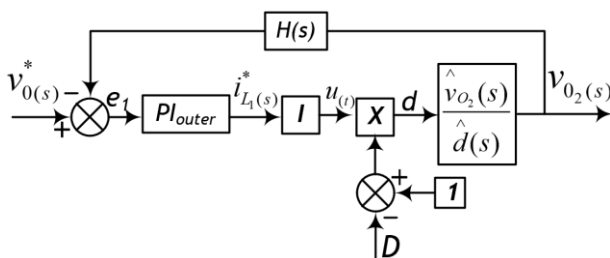 H(s)
v*0(s) − + e1 PIouter i*L1(s) I u(t) X d v̂O2(s) / d̂(s) v02(s)
+ 1
−
D